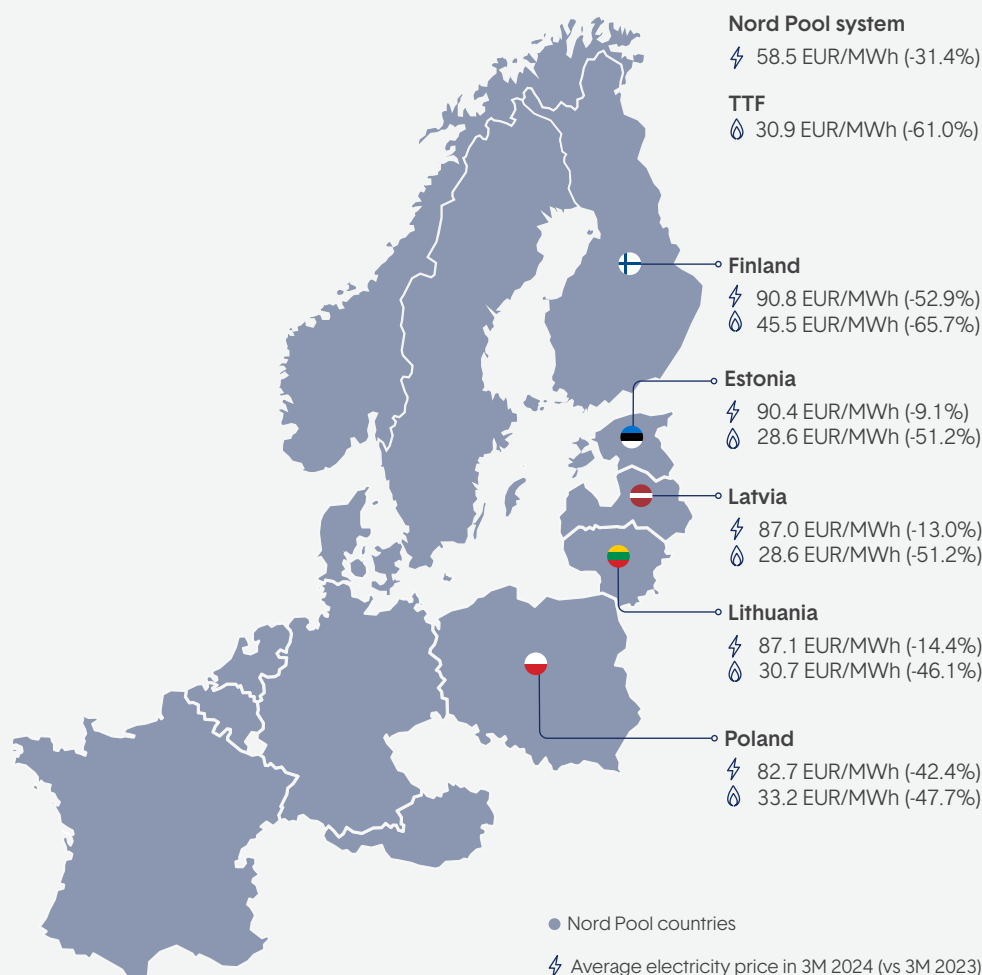 Nord Pool system
58.5 EUR/MWh (-31.4%)
TTF
30.9 EUR/MWh (-61.0%)
Finland
90.8 EUR/MWh (-52.9%)
45.5 EUR/MWh (-65.7%)
Estonia
90.4 EUR/MWh (-9.1%)
28.6 EUR/MWh (-51.2%)
Latvia
87.0 EUR/MWh (-13.0%)
28.6 EUR/MWh (-51.2%)
Lithuania
87.1 EUR/MWh (-14.4%)
30.7 EUR/MWh (-46.1%)
Poland
82.7 EUR/MWh (-42.4%)
33.2 EUR/MWh (-47.7%)
Nord Pool countries
Average electricity price in 3M 2024 (vs 3M 2023)